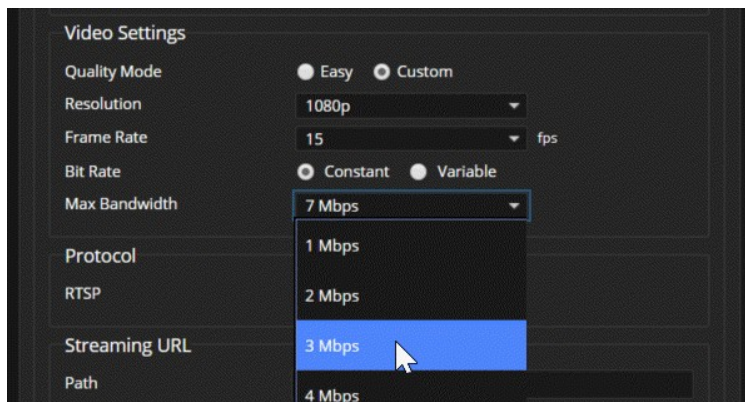 Video Settings
Quality Mode Easy Custom
Resolution 1080p
Frame Rate 15 fps
Bit Rate Constant Variable
Max Bandwidth 7 Mbps
1 Mbps
Protocol
RTSP 2 Mbps
Streaming URL 3 Mbps
Path 4 Mbps